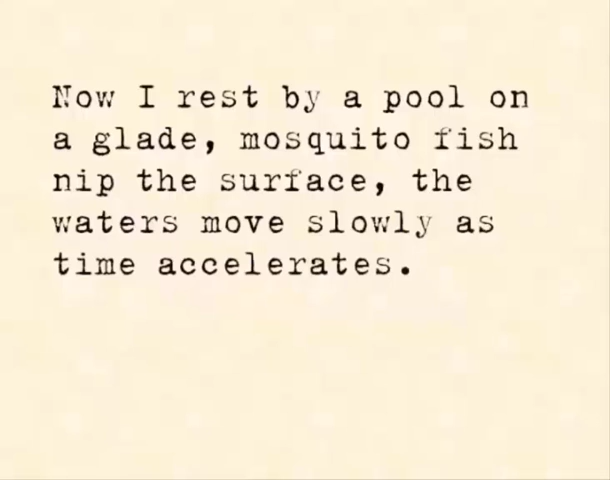 Now I rest by a pool on
a glade, mosquito fish
nip the surface, the
waters move slowly as
time accelerates.